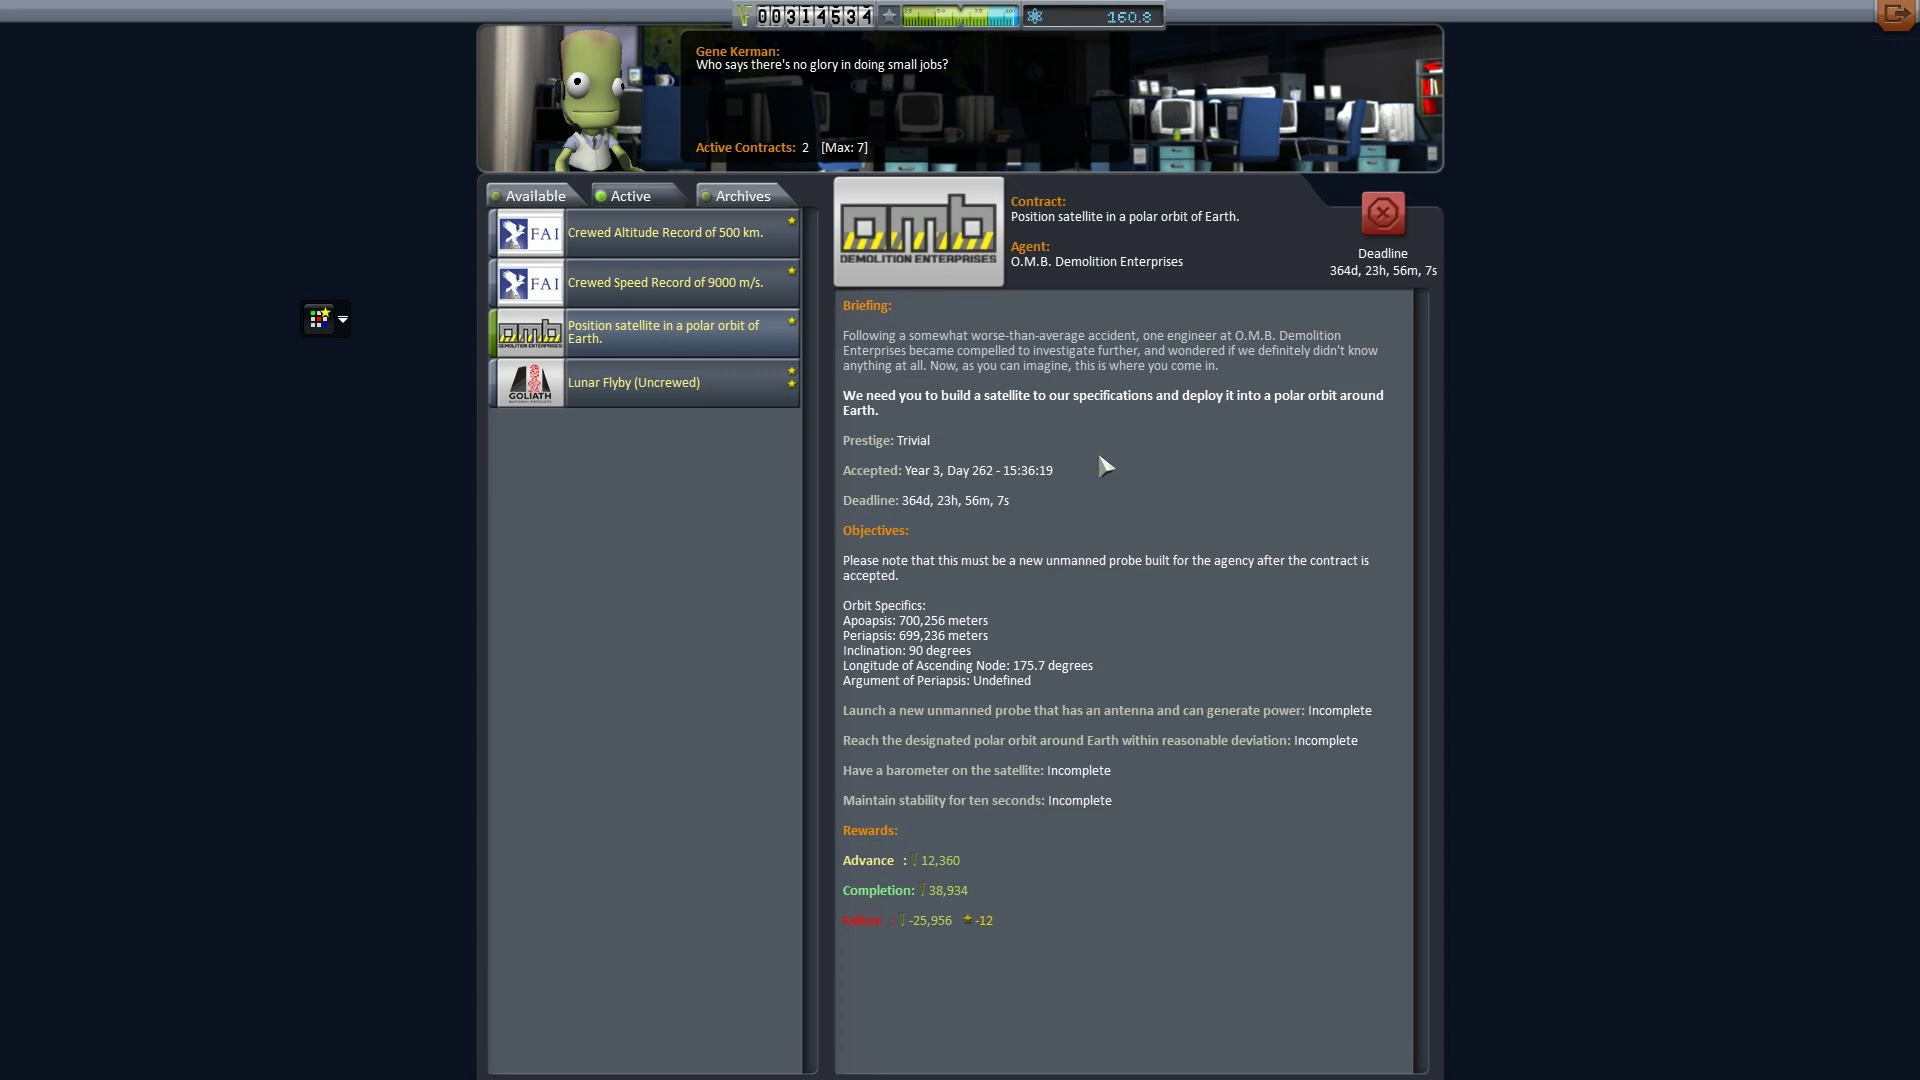 00314534
25 50 75 100
160.8
Gene Kerman:
Who says there's no glory in doing small jobs?
Active Contracts: 2 [Max: 7]
Available
Active
Archives
FAI
Crewed Altitude Record of 500 km.
FAI
Crewed Speed Record of 9000 m/s.
omb
DEMOLITION ENTERPRISES
Position satellite in a polar orbit of
Earth.
GOLIATH
NATIONAL PRODUCTS
Lunar Flyby (Uncrewed)
omb
DEMOLITION ENTERPRISES
Contract:
Position satellite in a polar orbit of Earth.
Agent:
O.M.B. Demolition Enterprises
Deadline
364d, 23h, 56m, 7s
Briefing:
Following a somewhat worse-than-average accident, one engineer at O.M.B. Demolition
Enterprises became compelled to investigate further, and wondered if we definitely didn't know
anything at all. Now, as you can imagine, this is where you come in.
We need you to build a satellite to our specifications and deploy it into a polar orbit around
Earth.
Prestige: Trivial
Accepted: Year 3, Day 262 - 15:36:19
Deadline: 364d, 23h, 56m, 7s
Objectives:
Please note that this must be a new unmanned probe built for the agency after the contract is
accepted.
Orbit Specifics:
Apoapsis: 700,256 meters
Periapsis: 699,236 meters
Inclination: 90 degrees
Longitude of Ascending Node: 175.7 degrees
Argument of Periapsis: Undefined
Launch a new unmanned probe that has an antenna and can generate power: Incomplete
Reach the designated polar orbit around Earth within reasonable deviation: Incomplete
Have a barometer on the satellite: Incomplete
Maintain stability for ten seconds: Incomplete
Rewards:
Advance : 12,360
Completion: 38,934
Failure : -25,956 -12